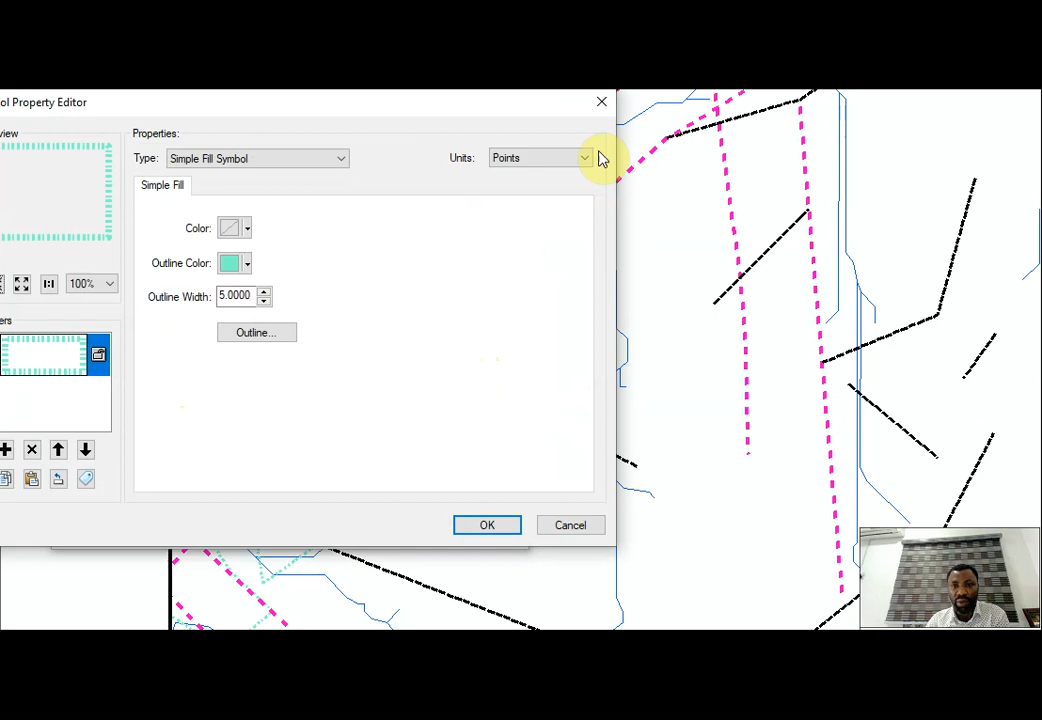 ol Property Editor
view
Properties:
Type:
Simple Fill Symbol
Units:
Points
Simple Fill
Color:
Outline Color:
100%
Outline Width:
5.0000
ers
Outline...
OK
Cancel